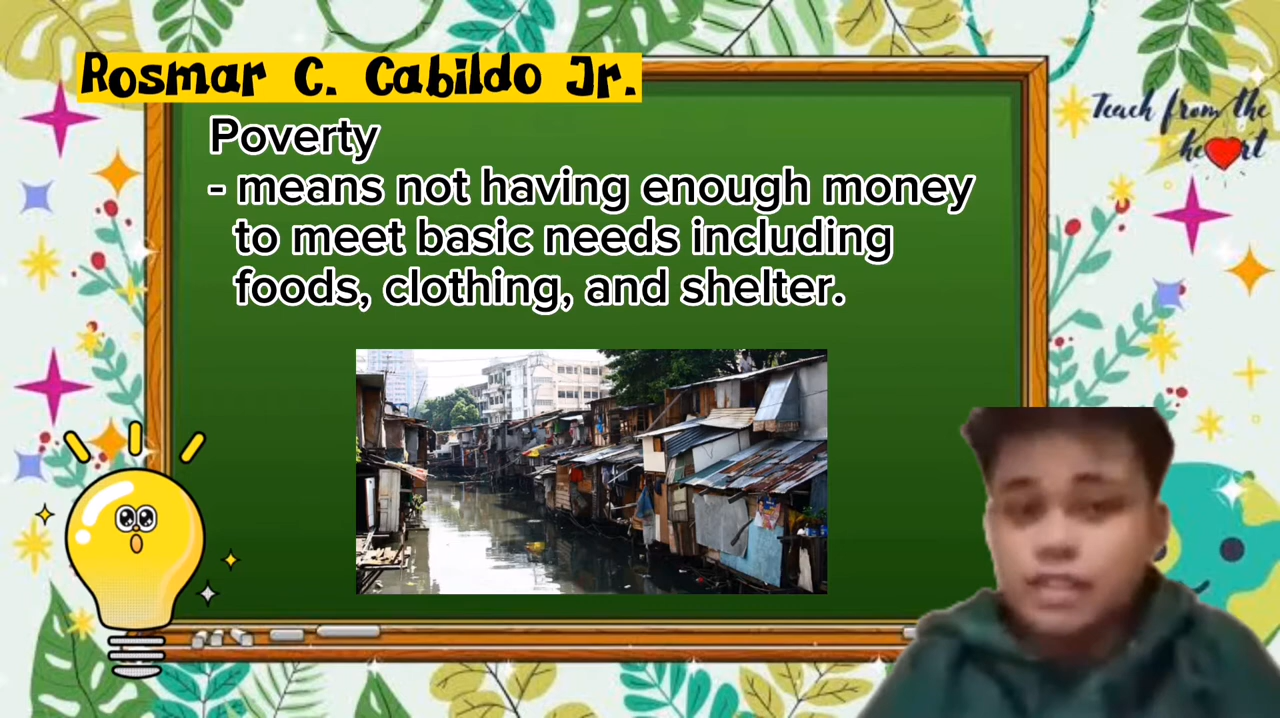 Rosmar C. Cabildo Jr.
Teach from the
heart
Poverty
- means not having enough money
to meet basic needs including
foods, clothing, and shelter.